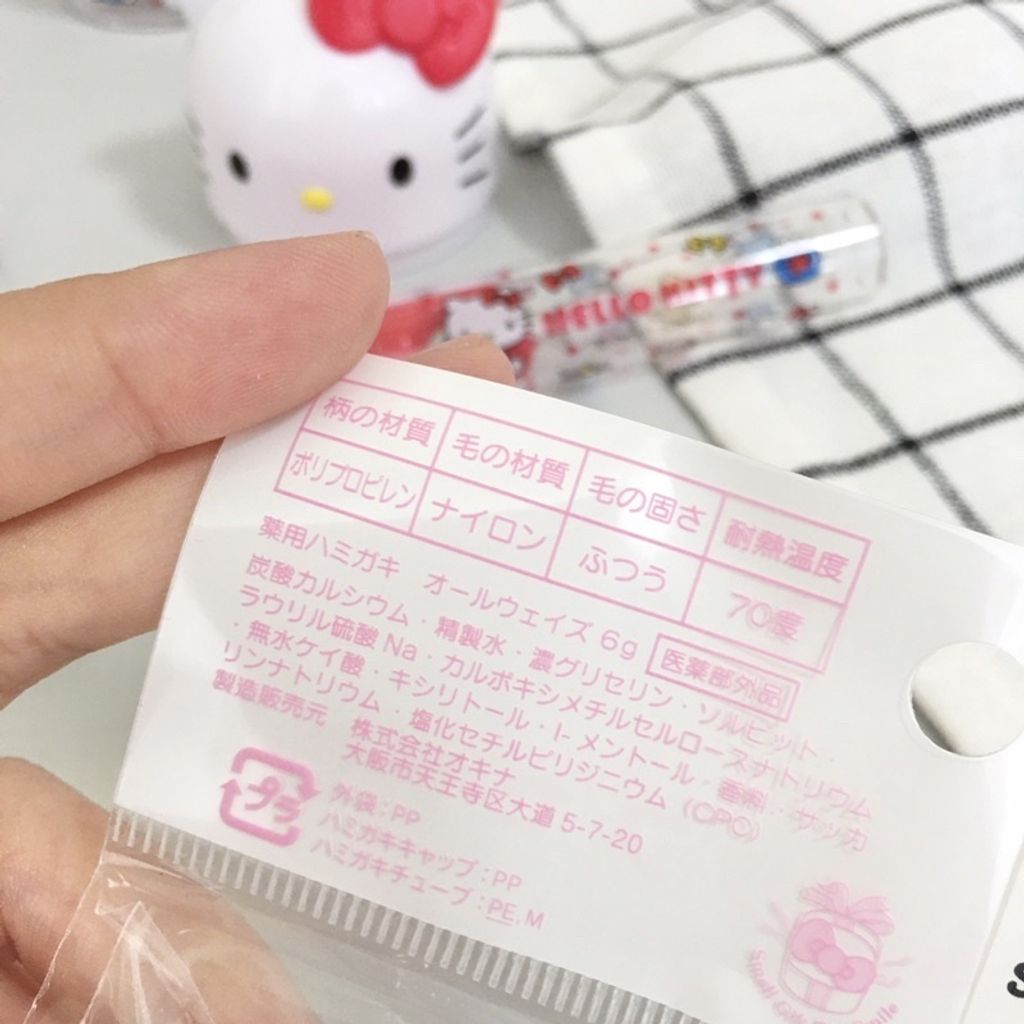 HELLO KITTY
柄の材質 毛の材質 毛の固さ 耐熱温度
ポリプロピレン ナイロン ふつう 70度
薬用ハミガキ オールウェイズ 6g 医薬部外品
炭酸カルシウム・精製水・濃グリセリン・ソルビット・
ラウリル硫酸Na・カルボキシメチルセルロースナトリウム
・無水ケイ酸・キシリトール・l-メントール・香料・サッカ
リンナトリウム・塩化セチルピリジニウム（CPC）
製造販売元 株式会社オキナ
大阪市天王寺区大道 5-7-20
プラ
外袋：PP
ハミガキキャップ：PP
ハミガキチューブ：PE,M
Small Gift Smile